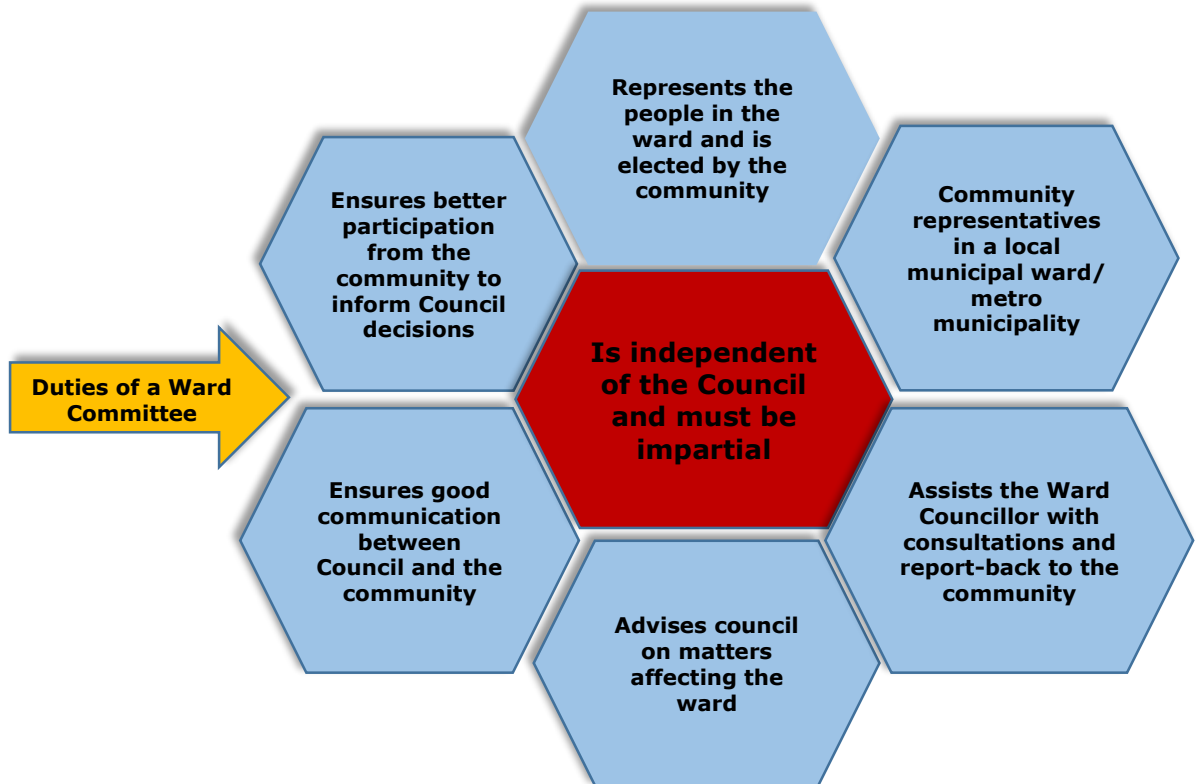 Represents the
people in the
ward and is
elected by the
community
Ensures better
participation
from the
community to
inform Council
decisions
Community
representatives
in a local
municipal ward/
metro
municipality
Is independent
of the Council
and must be
impartial
Duties of a Ward
Committee
Ensures good
communication
between
Council and the
community
Assists the Ward
Councillor with
consultations and
report-back to the
community
Advises council
on matters
affecting the
ward